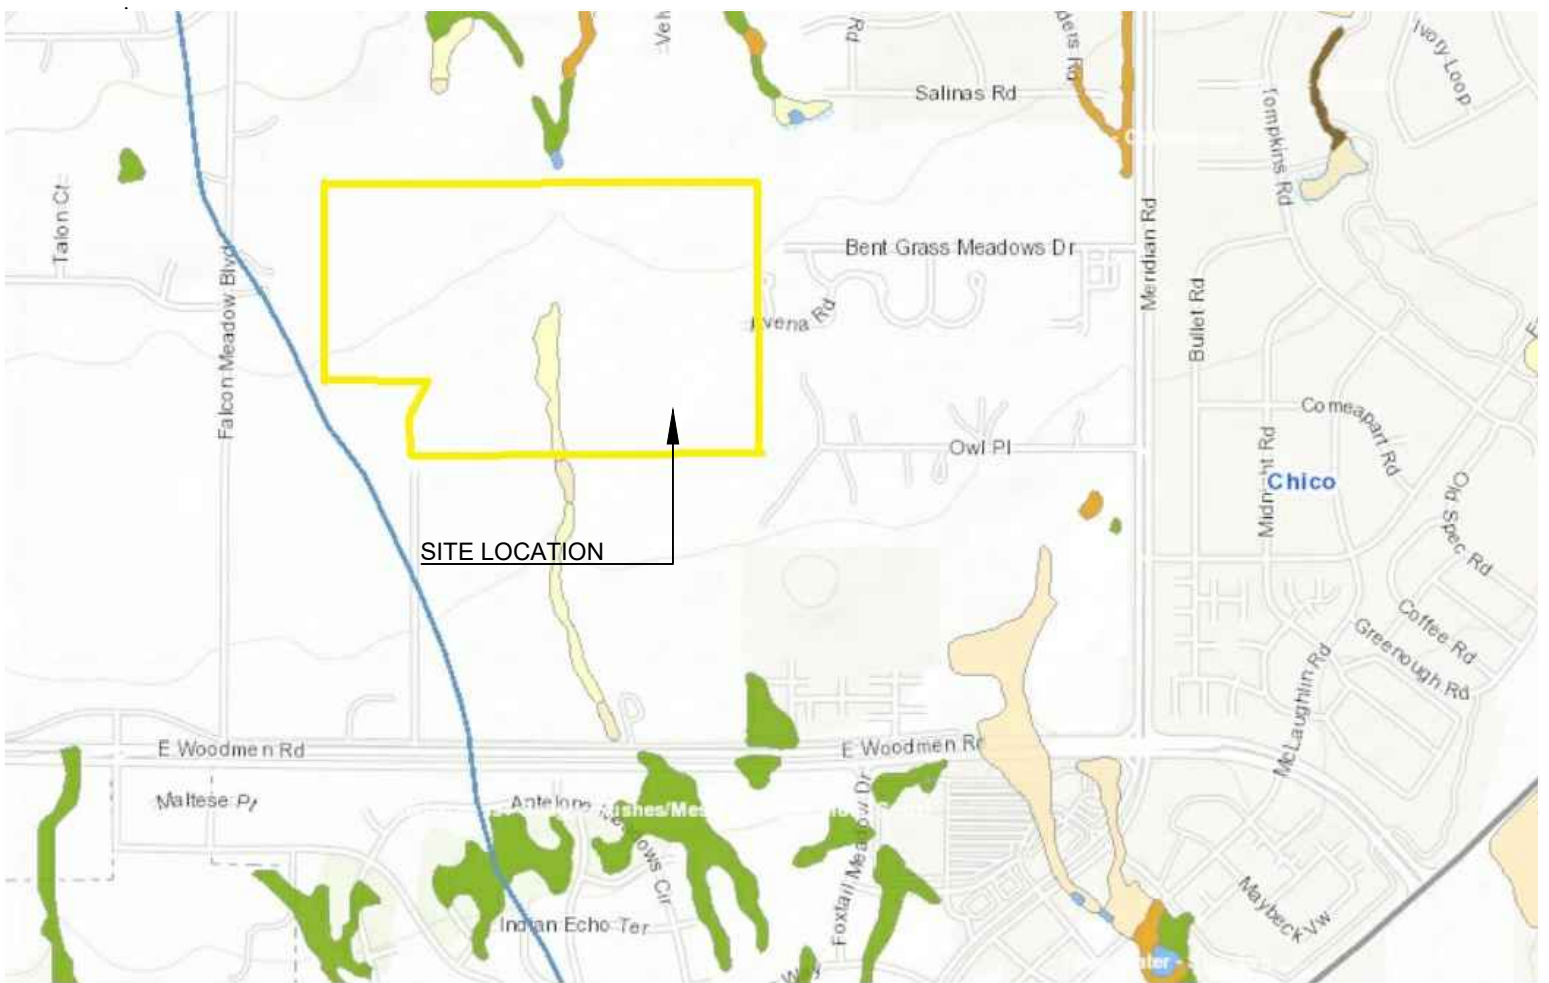 Salinas Rd
Ivory Loop
Tompkins Rd
Talon Ct
Falcon Meadow Blvd
Bent Grass Meadows Dr
Meridian Rd
Bullet Rd
Rd
Comeapart Rd
Owl Pl
Chico
Old Spec Rd
SITE LOCATION
Coffee Rd
Greenough Rd
McLaughlin Rd
E Woodmen Rd
E Woodmen Rd
Maltese Pt
Foxtail Meadow Dr
Maybeck Vw
Indian Echo Ter
Way